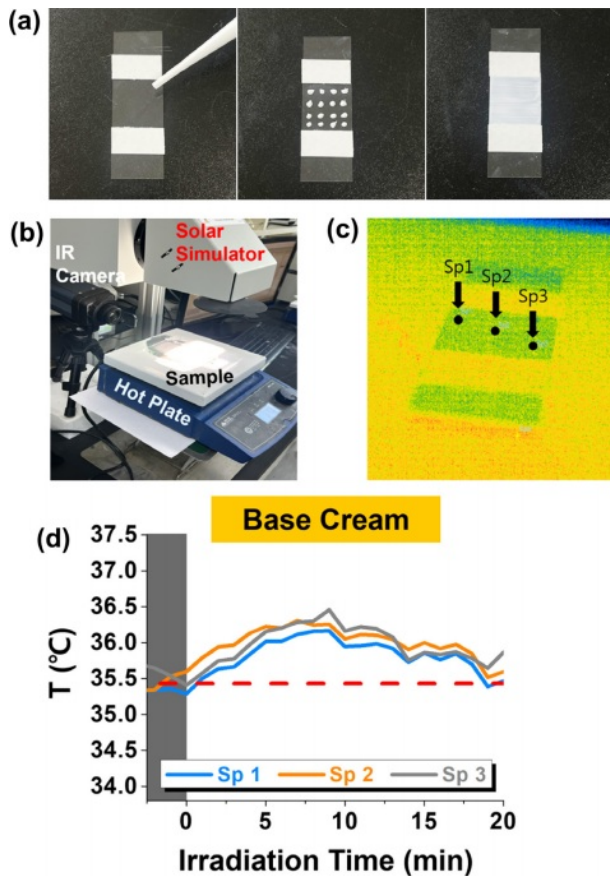 (a)
(b)
IR
Camera
Solar
Simulator
Sample
Hot Plate
(c)
Sp1
Sp2
Sp3
(d)
Base Cream
37.5
37.0
36.5
36.0
35.5
35.0
34.5
34.0
T (℃)
Sp 1
Sp 2
Sp 3
0
5
10
15
20
Irradiation Time (min)